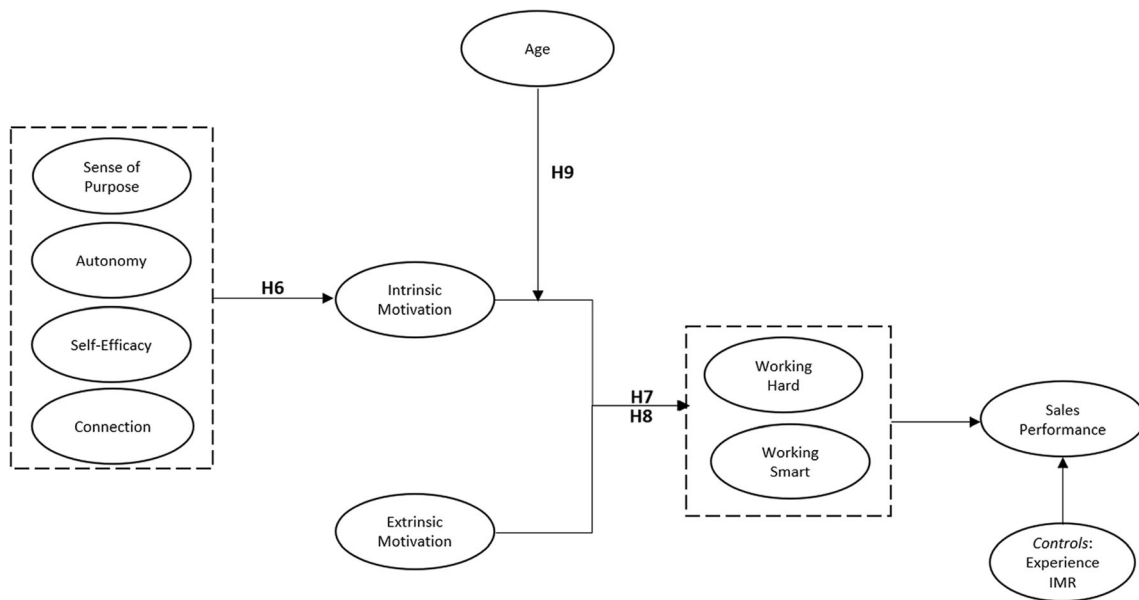 Age
H9
Sense of
Purpose
Autonomy
Self-Efficacy
Connection
H6
Intrinsic
Motivation
Extrinsic
Motivation
H7
H8
Working
Hard
Working
Smart
Sales
Performance
Controls:
Experience
IMR